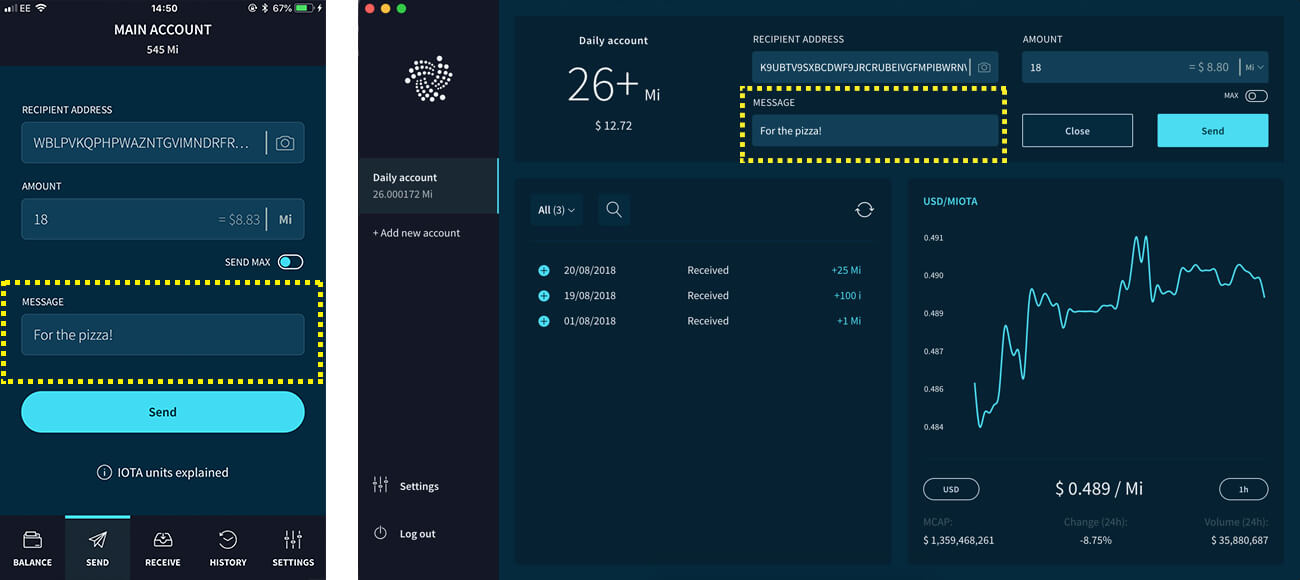 EE
14:50
67%
MAIN ACCOUNT
545 Mi
RECIPIENT ADDRESS
WBLPVKQPHPWAZNTGVIMNDRFR...
AMOUNT
18 = $8.83 Mi
SEND MAX
MESSAGE
For the pizza!
Send
IOTA units explained
BALANCE SEND RECEIVE HISTORY SETTINGS
Daily account
26.000172 Mi
+ Add new account
Settings
Log out
Daily account
26+ Mi
$ 12.72
RECIPIENT ADDRESS
K9UBTV9SXBCDWF9JRCRUBEIVGFMPIBWRN
MESSAGE
For the pizza!
AMOUNT
18 = $ 8.80 Mi
MAX
Close Send
All (3)
20/08/2018 Received +25 Mi
19/08/2018 Received +100 i
01/08/2018 Received +1 Mi
USD/MIOTA
0.491
0.490
0.489
0.487
0.486
0.484
USD $ 0.489 / Mi 1h
MCAP: Change (24h): Volume (24h):
$ 1,359,468,261 -8.75% $ 35,880,687